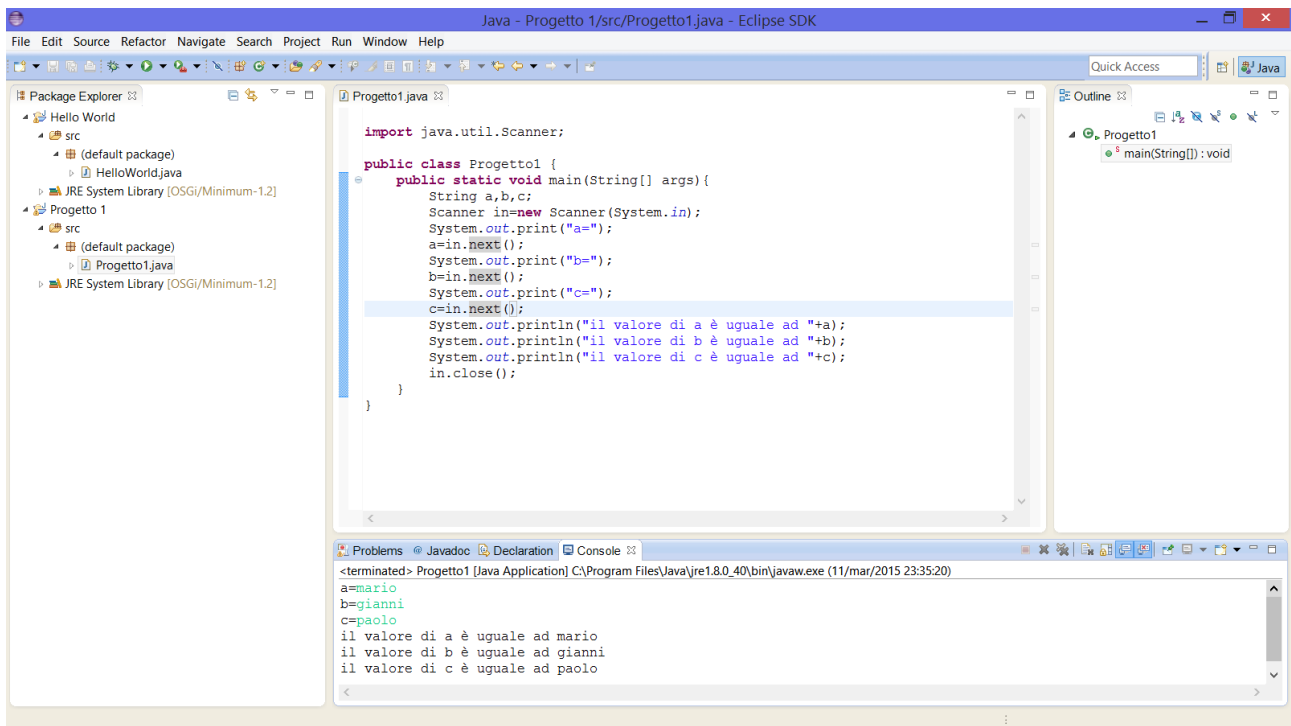 Java - Progetto 1/src/Progetto1.java - Eclipse SDK
File Edit Source Refactor Navigate Search Project Run Window Help
Quick Access
Java
Package Explorer
Hello World
src
(default package)
HelloWorld.java
JRE System Library [OSGi/Minimum-1.2]
Progetto 1
src
(default package)
Progetto1.java
JRE System Library [OSGi/Minimum-1.2]
Progetto1.java
import java.util.Scanner;
public class Progetto1 {
public static void main(String[] args){
String a,b,c;
Scanner in=new Scanner(System.in);
System.out.print("a=");
a=in.next();
System.out.print("b=");
b=in.next();
System.out.print("c=");
c=in.next();
System.out.println("il valore di a è uguale ad "+a);
System.out.println("il valore di b è uguale ad "+b);
System.out.println("il valore di c è uguale ad "+c);
in.close();
}
}
Outline
Progetto1
main(String[]) : void
Problems @ Javadoc Declaration Console
<terminated> Progetto1 [Java Application] C:\Program Files\Java\jre1.8.0_40\bin\javaw.exe (11/mar/2015 23:35:20)
a=mario
b=gianni
c=paolo
il valore di a è uguale ad mario
il valore di b è uguale ad gianni
il valore di c è uguale ad paolo